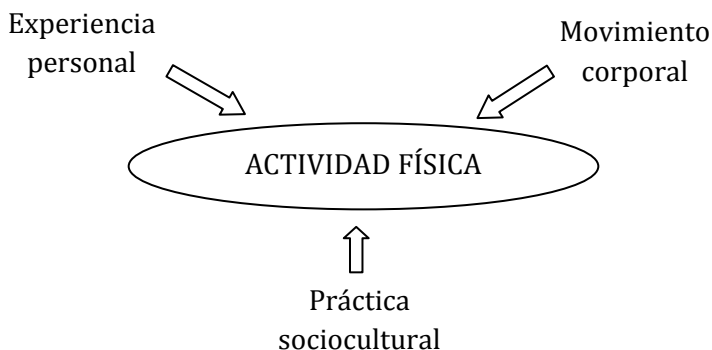 Experiencia
personal
Movimiento
corporal
ACTIVIDAD FÍSICA
Práctica
sociocultural